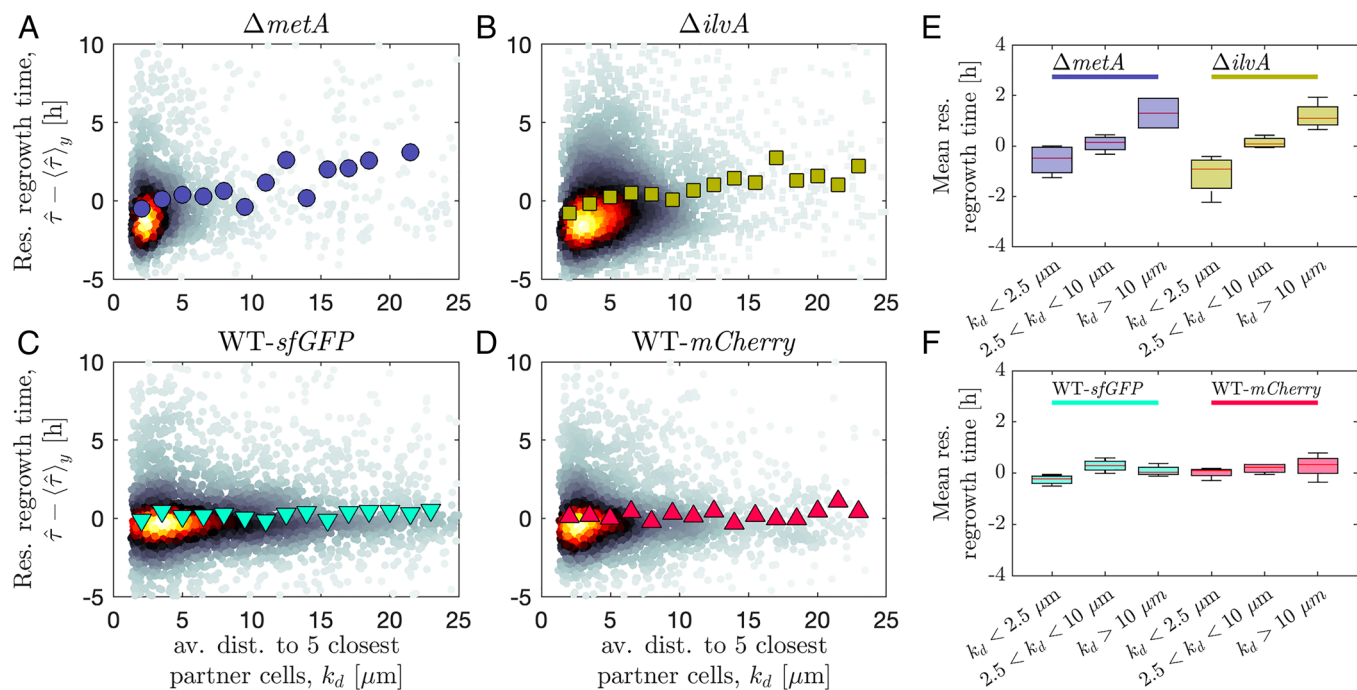 A
ΔmetA
B
ΔilvA
Res. regrowth time,
τ̂ − ⟨τ̂⟩y [h]
10
5
0
-5
0 5 10 15 20 25
10
5
0
-5
0 5 10 15 20 25
C
WT-sfGFP
D
WT-mCherry
Res. regrowth time,
τ̂ − ⟨τ̂⟩y [h]
10
5
0
-5
0 5 10 15 20 25
av. dist. to 5 closest
partner cells, kd [μm]
10
5
0
-5
0 5 10 15 20 25
av. dist. to 5 closest
partner cells, kd [μm]
E
Mean res.
regrowth time [h]
4
2
0
-2
-4
ΔmetA
ΔilvA
kd < 2.5 μm
2.5 < kd < 10 μm
kd > 10 μm
kd < 2.5 μm
2.5 < kd < 10 μm
kd > 10 μm
F
Mean res.
regrowth time [h]
4
2
0
-2
-4
WT-sfGFP
WT-mCherry
kd < 2.5 μm
2.5 < kd < 10 μm
kd > 10 μm
kd < 2.5 μm
2.5 < kd < 10 μm
kd > 10 μm